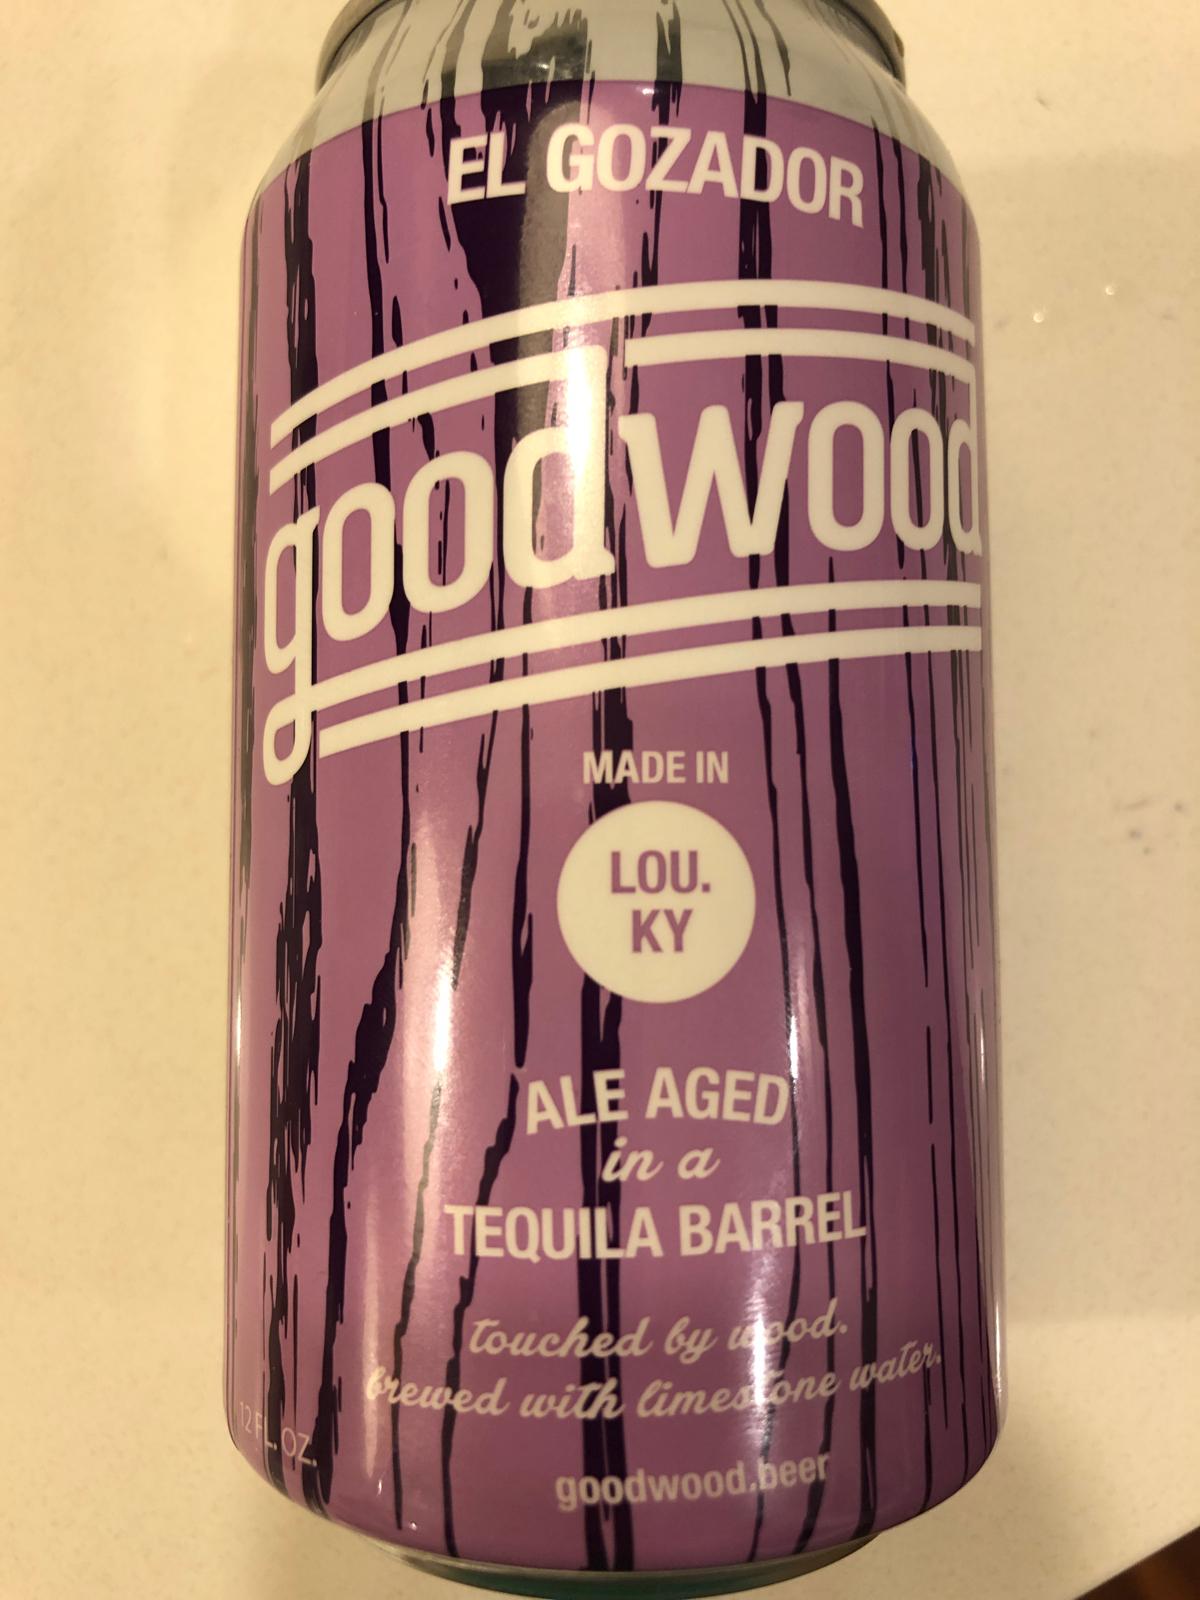 EL GOZADOR
goodwood
MADE IN
LOU.
KY
ALE AGED
in a
TEQUILA BARREL
touched by wood.
brewed with limestone water.
12 FL. OZ.
goodwood.beer